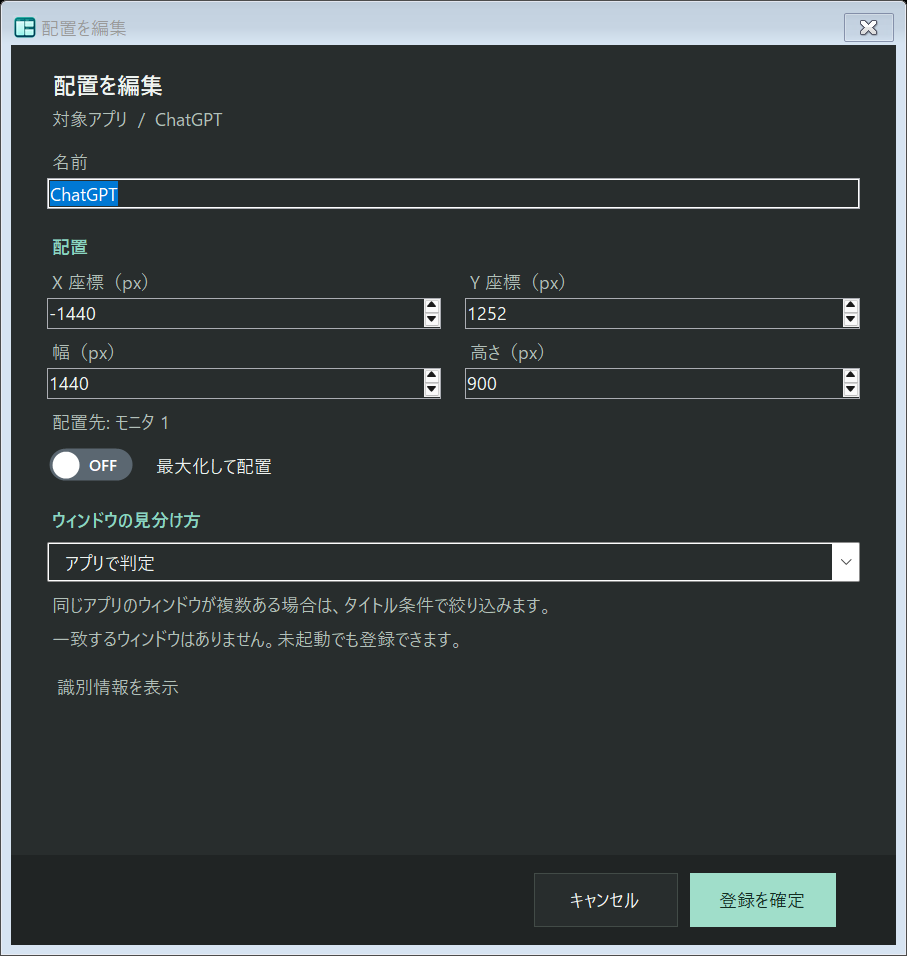 配置を編集
配置を編集
対象アプリ / ChatGPT
名前
ChatGPT
配置
X 座標（px）
Y 座標（px）
-1440
1252
幅（px）
高さ（px）
1440
900
配置先: モニタ 1
OFF
最大化して配置
ウィンドウの見分け方
アプリで判定
同じアプリのウィンドウが複数ある場合は、タイトル条件で絞り込みます。
一致するウィンドウはありません。未起動でも登録できます。
識別情報を表示
キャンセル
登録を確定